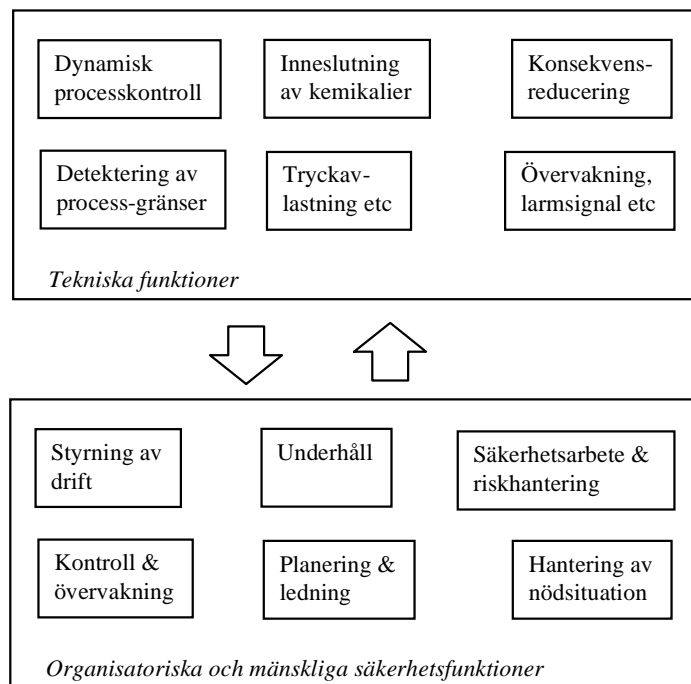 Dynamisk
processkontroll
Inneslutning
av kemikalier
Konsekvens-
reducering
Detektering av
process-gränser
Tryckav-
lastning etc
Övervakning,
larmsignal etc
Tekniska funktioner
Styrning av
drift
Underhåll
Säkerhetsarbete &
riskhantering
Kontroll &
övervakning
Planering &
ledning
Hantering av
nödsituation
Organisatoriska och mänskliga säkerhetsfunktioner